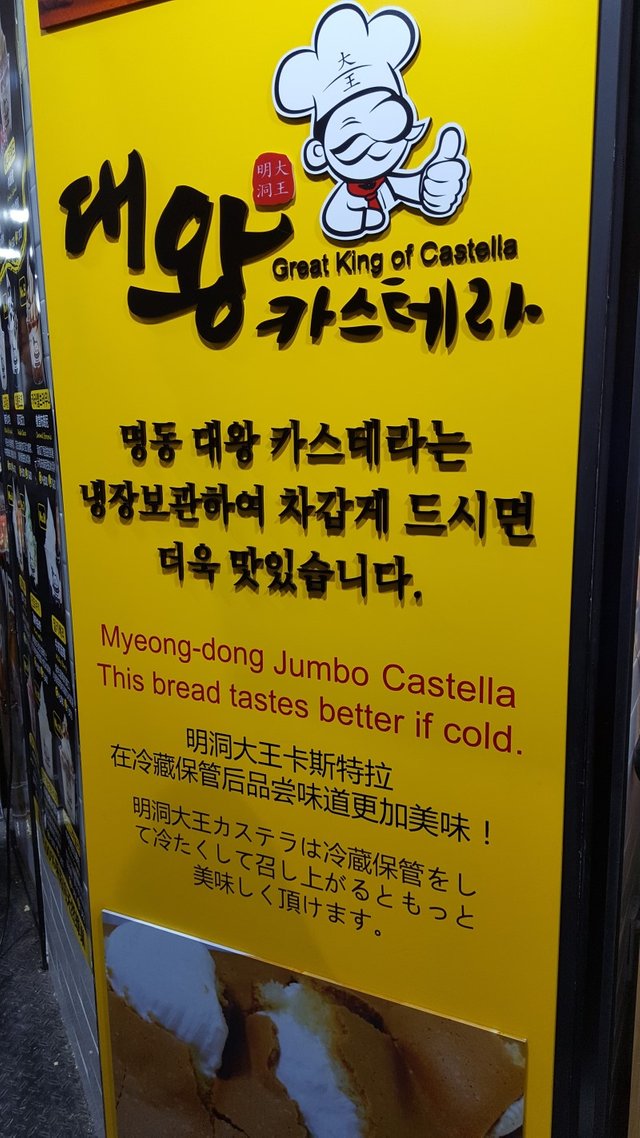 大王
明大
洞王
대왕
Great King of Castella
카스테라
명동 대왕 카스테라는
냉장보관하여 차갑게 드시면
더욱 맛있습니다.
Myeong-dong Jumbo Castella
This bread tastes better if cold.
明洞大王卡斯特拉
在冷藏保管后品尝味道更加美味！
明洞大王カステラは冷蔵保管をし
て冷たくして召し上がるともっと
美味しく頂けます。